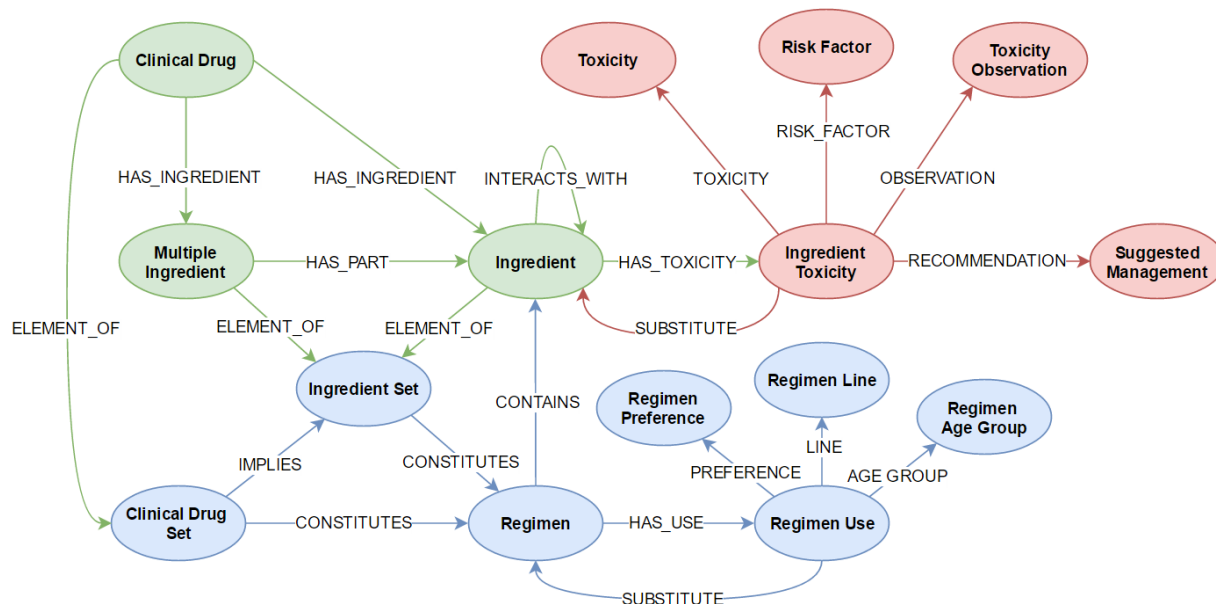 Clinical Drug
Toxicity
Risk Factor
Toxicity
Observation
RISK_FACTOR
HAS_INGREDIENT
HAS_INGREDIENT
INTERACTS_WITH
TOXICITY
OBSERVATION
Multiple
Ingredient
HAS_PART
Ingredient
HAS_TOXICITY
Ingredient
Toxicity
RECOMMENDATION
Suggested
Management
ELEMENT_OF
ELEMENT_OF
ELEMENT_OF
SUBSTITUTE
Ingredient Set
CONTAINS
Regimen
Preference
Regimen Line
Regimen
Age Group
IMPLIES
CONSTITUTES
PREFERENCE
LINE
AGE GROUP
Clinical Drug
Set
CONSTITUTES
Regimen
HAS_USE
Regimen Use
SUBSTITUTE